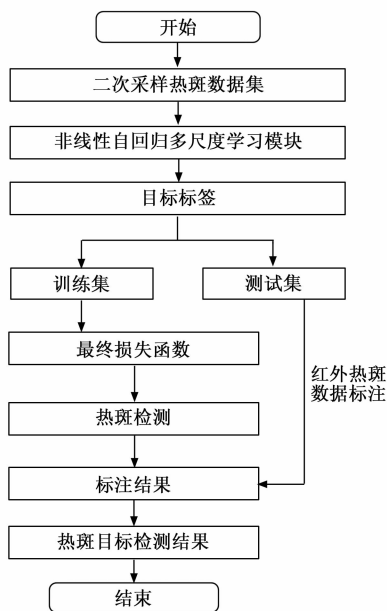 开始
二次采样热斑数据集
非线性自回归多尺度学习模块
目标标签
训练集
测试集
最终损失函数
红外热斑
数据标注
热斑检测
标注结果
热斑目标检测结果
结束